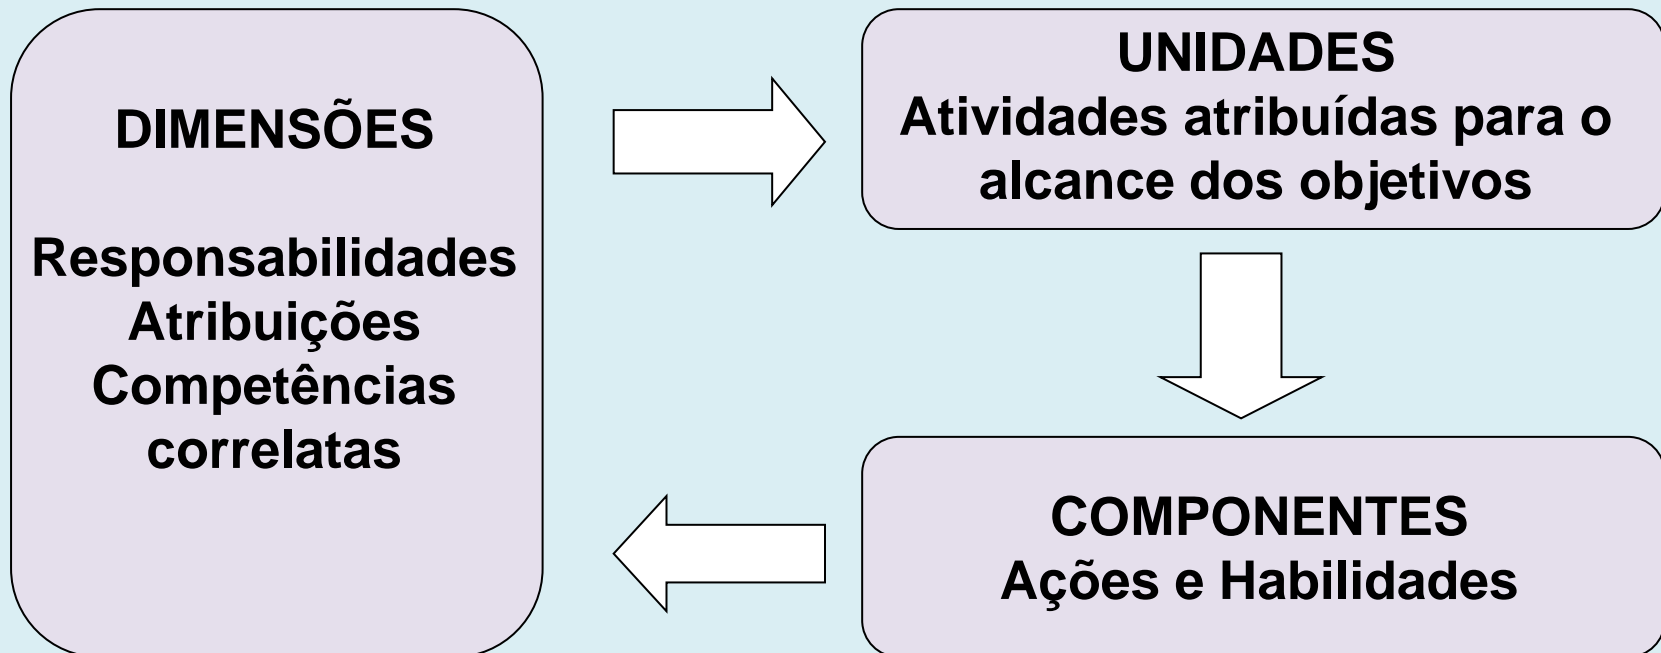 DIMENSÕES
Responsabilidades
Atribuições
Competências
correlatas
UNIDADES
Atividades atribuídas para o
alcance dos objetivos
COMPONENTES
Ações e Habilidades